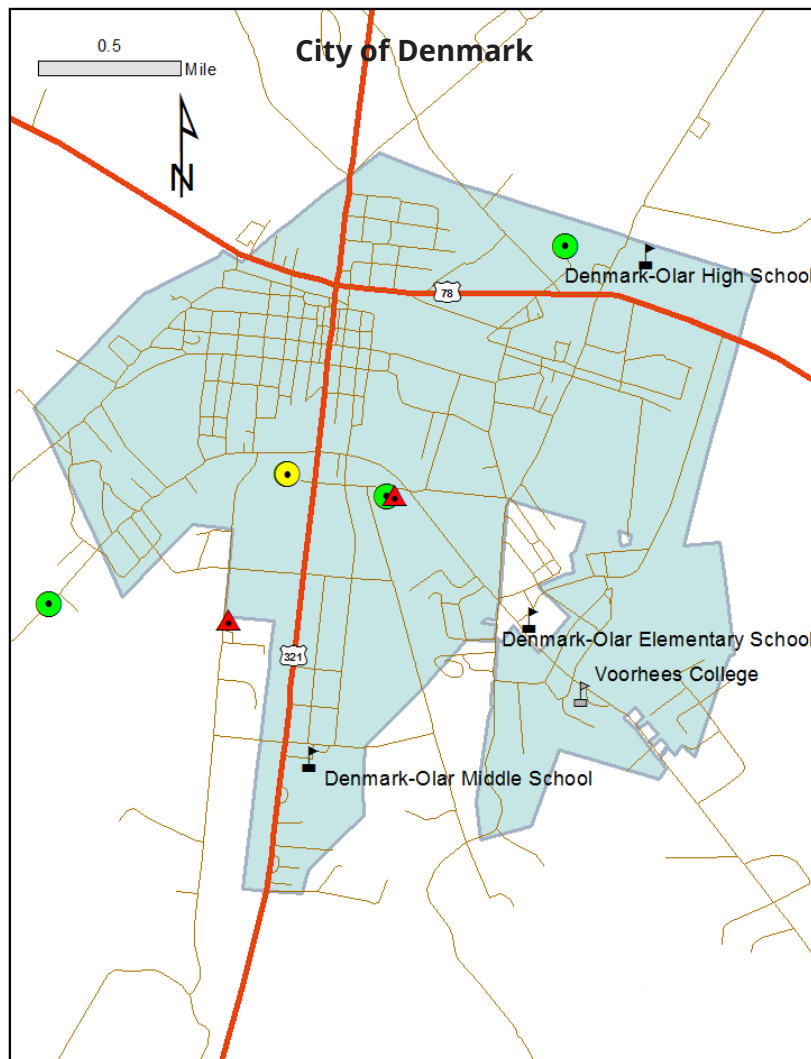 City of Denmark
0.5
Mile
N
Denmark-Olar High School
78
Denmark-Olar Elementary School
321
Voorhees College
Denmark-Olar Middle School